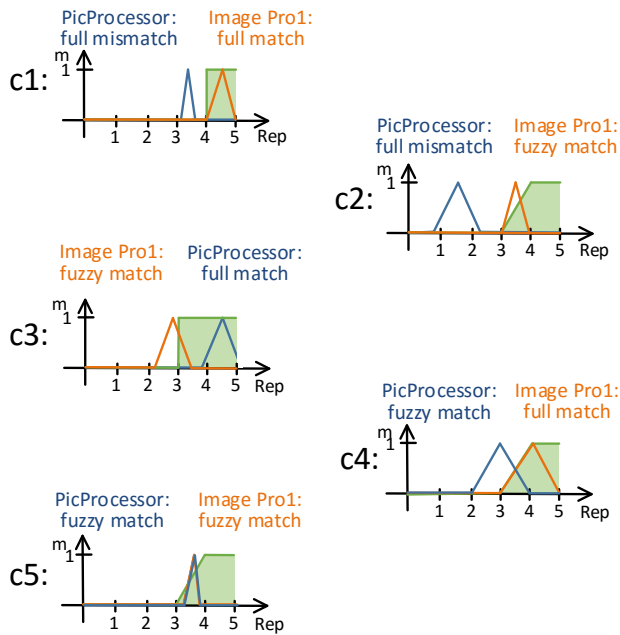 PicProcessor: Image Pro1:
full mismatch full match
c1:
m
1
1 2 3 4 5 Rep
PicProcessor: Image Pro1:
full mismatch fuzzy match
c2:
m
1
1 2 3 4 5 Rep
Image Pro1: PicProcessor:
fuzzy match full match
c3:
m
1
1 2 3 4 5 Rep
PicProcessor: Image Pro1:
fuzzy match full match
c4:
m
1
1 2 3 4 5 Rep
PicProcessor: Image Pro1:
fuzzy match fuzzy match
c5:
m
1
1 2 3 4 5 Rep